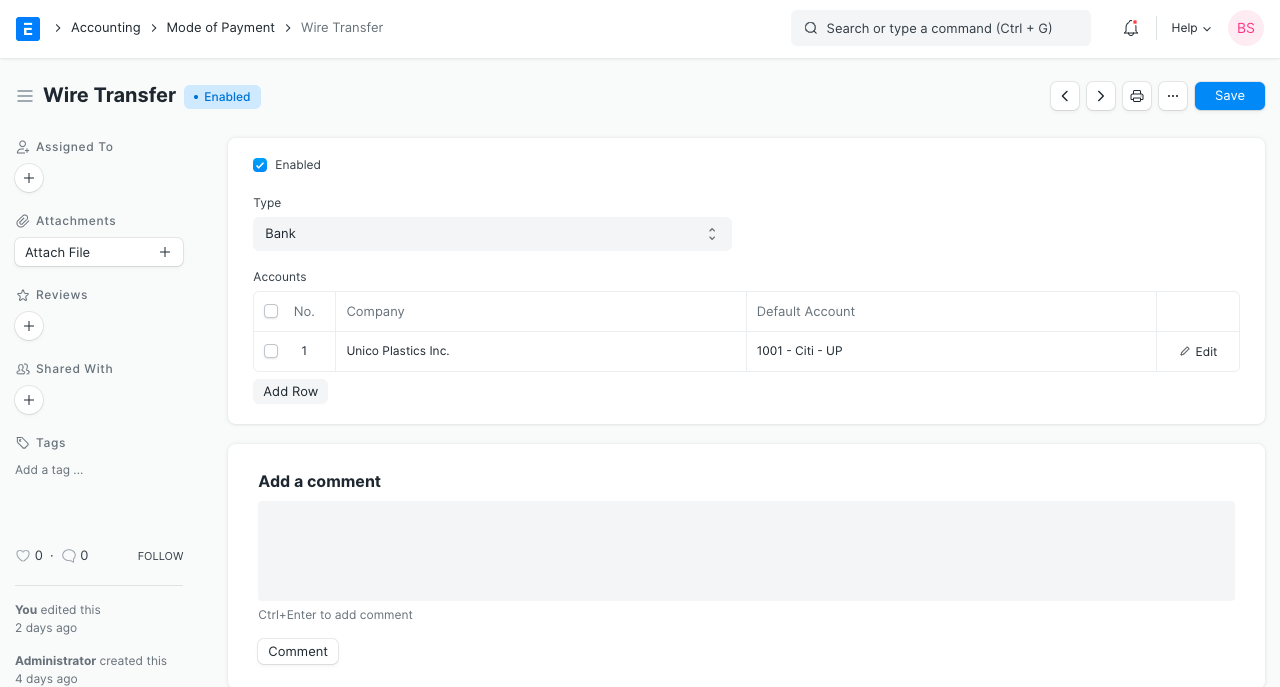 E
Accounting
Mode of Payment
Wire Transfer
Search or type a command (Ctrl + G)
Help
BS
Wire Transfer
Enabled
Save
Assigned To
Attachments
Attach File
Reviews
Shared With
Tags
Add a tag ...
0 · 0
FOLLOW
You edited this
2 days ago
Administrator created this
4 days ago
Enabled
Type
Bank
Accounts
No. Company Default Account
1 Unico Plastics Inc. 1001 - Citi - UP Edit
Add Row
Add a comment
Ctrl+Enter to add comment
Comment